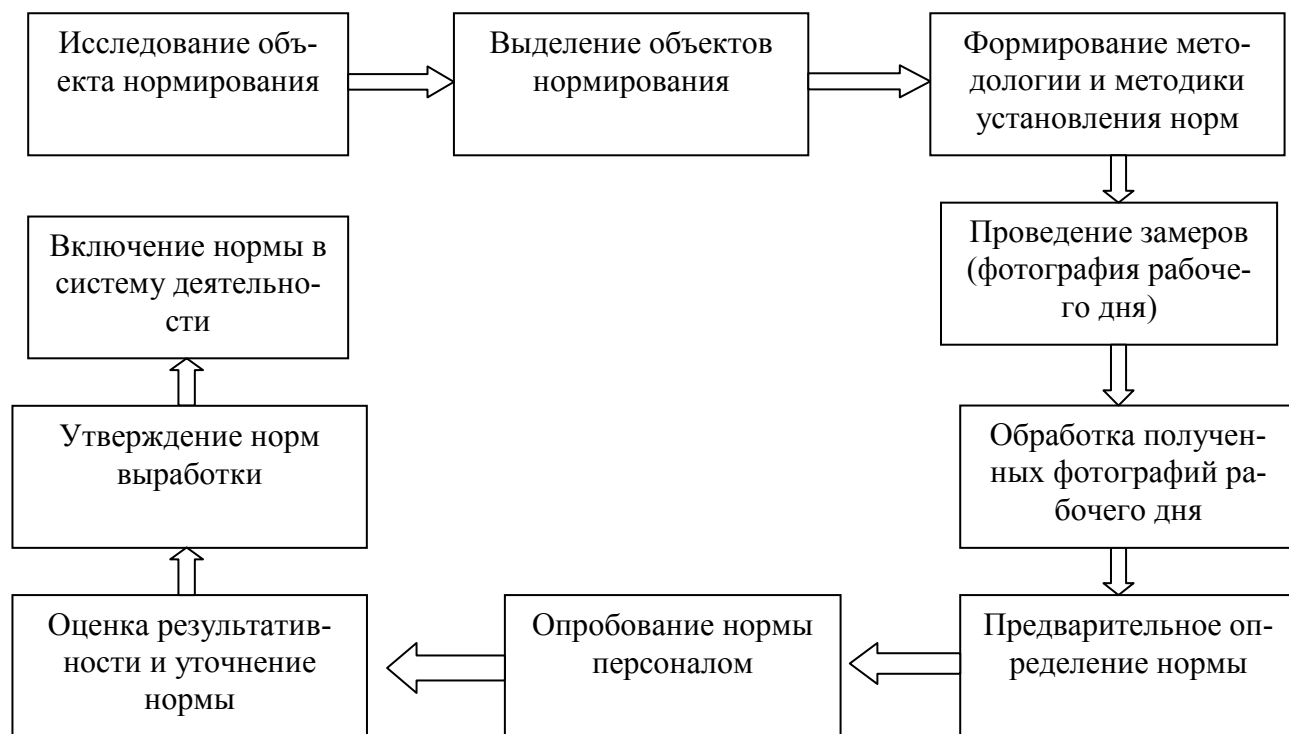 Исследование объ-
екта нормирования
Выделение объектов
нормирования
Формирование мето-
дологии и методики
установления норм
Проведение замеров
(фотография рабоче-
го дня)
Обработка получен-
ных фотографий ра-
бочего дня
Предварительное оп-
ределение нормы
Опробование нормы
персоналом
Оценка результатив-
ности и уточнение
нормы
Утверждение норм
выработки
Включение нормы в
систему деятельно-
сти